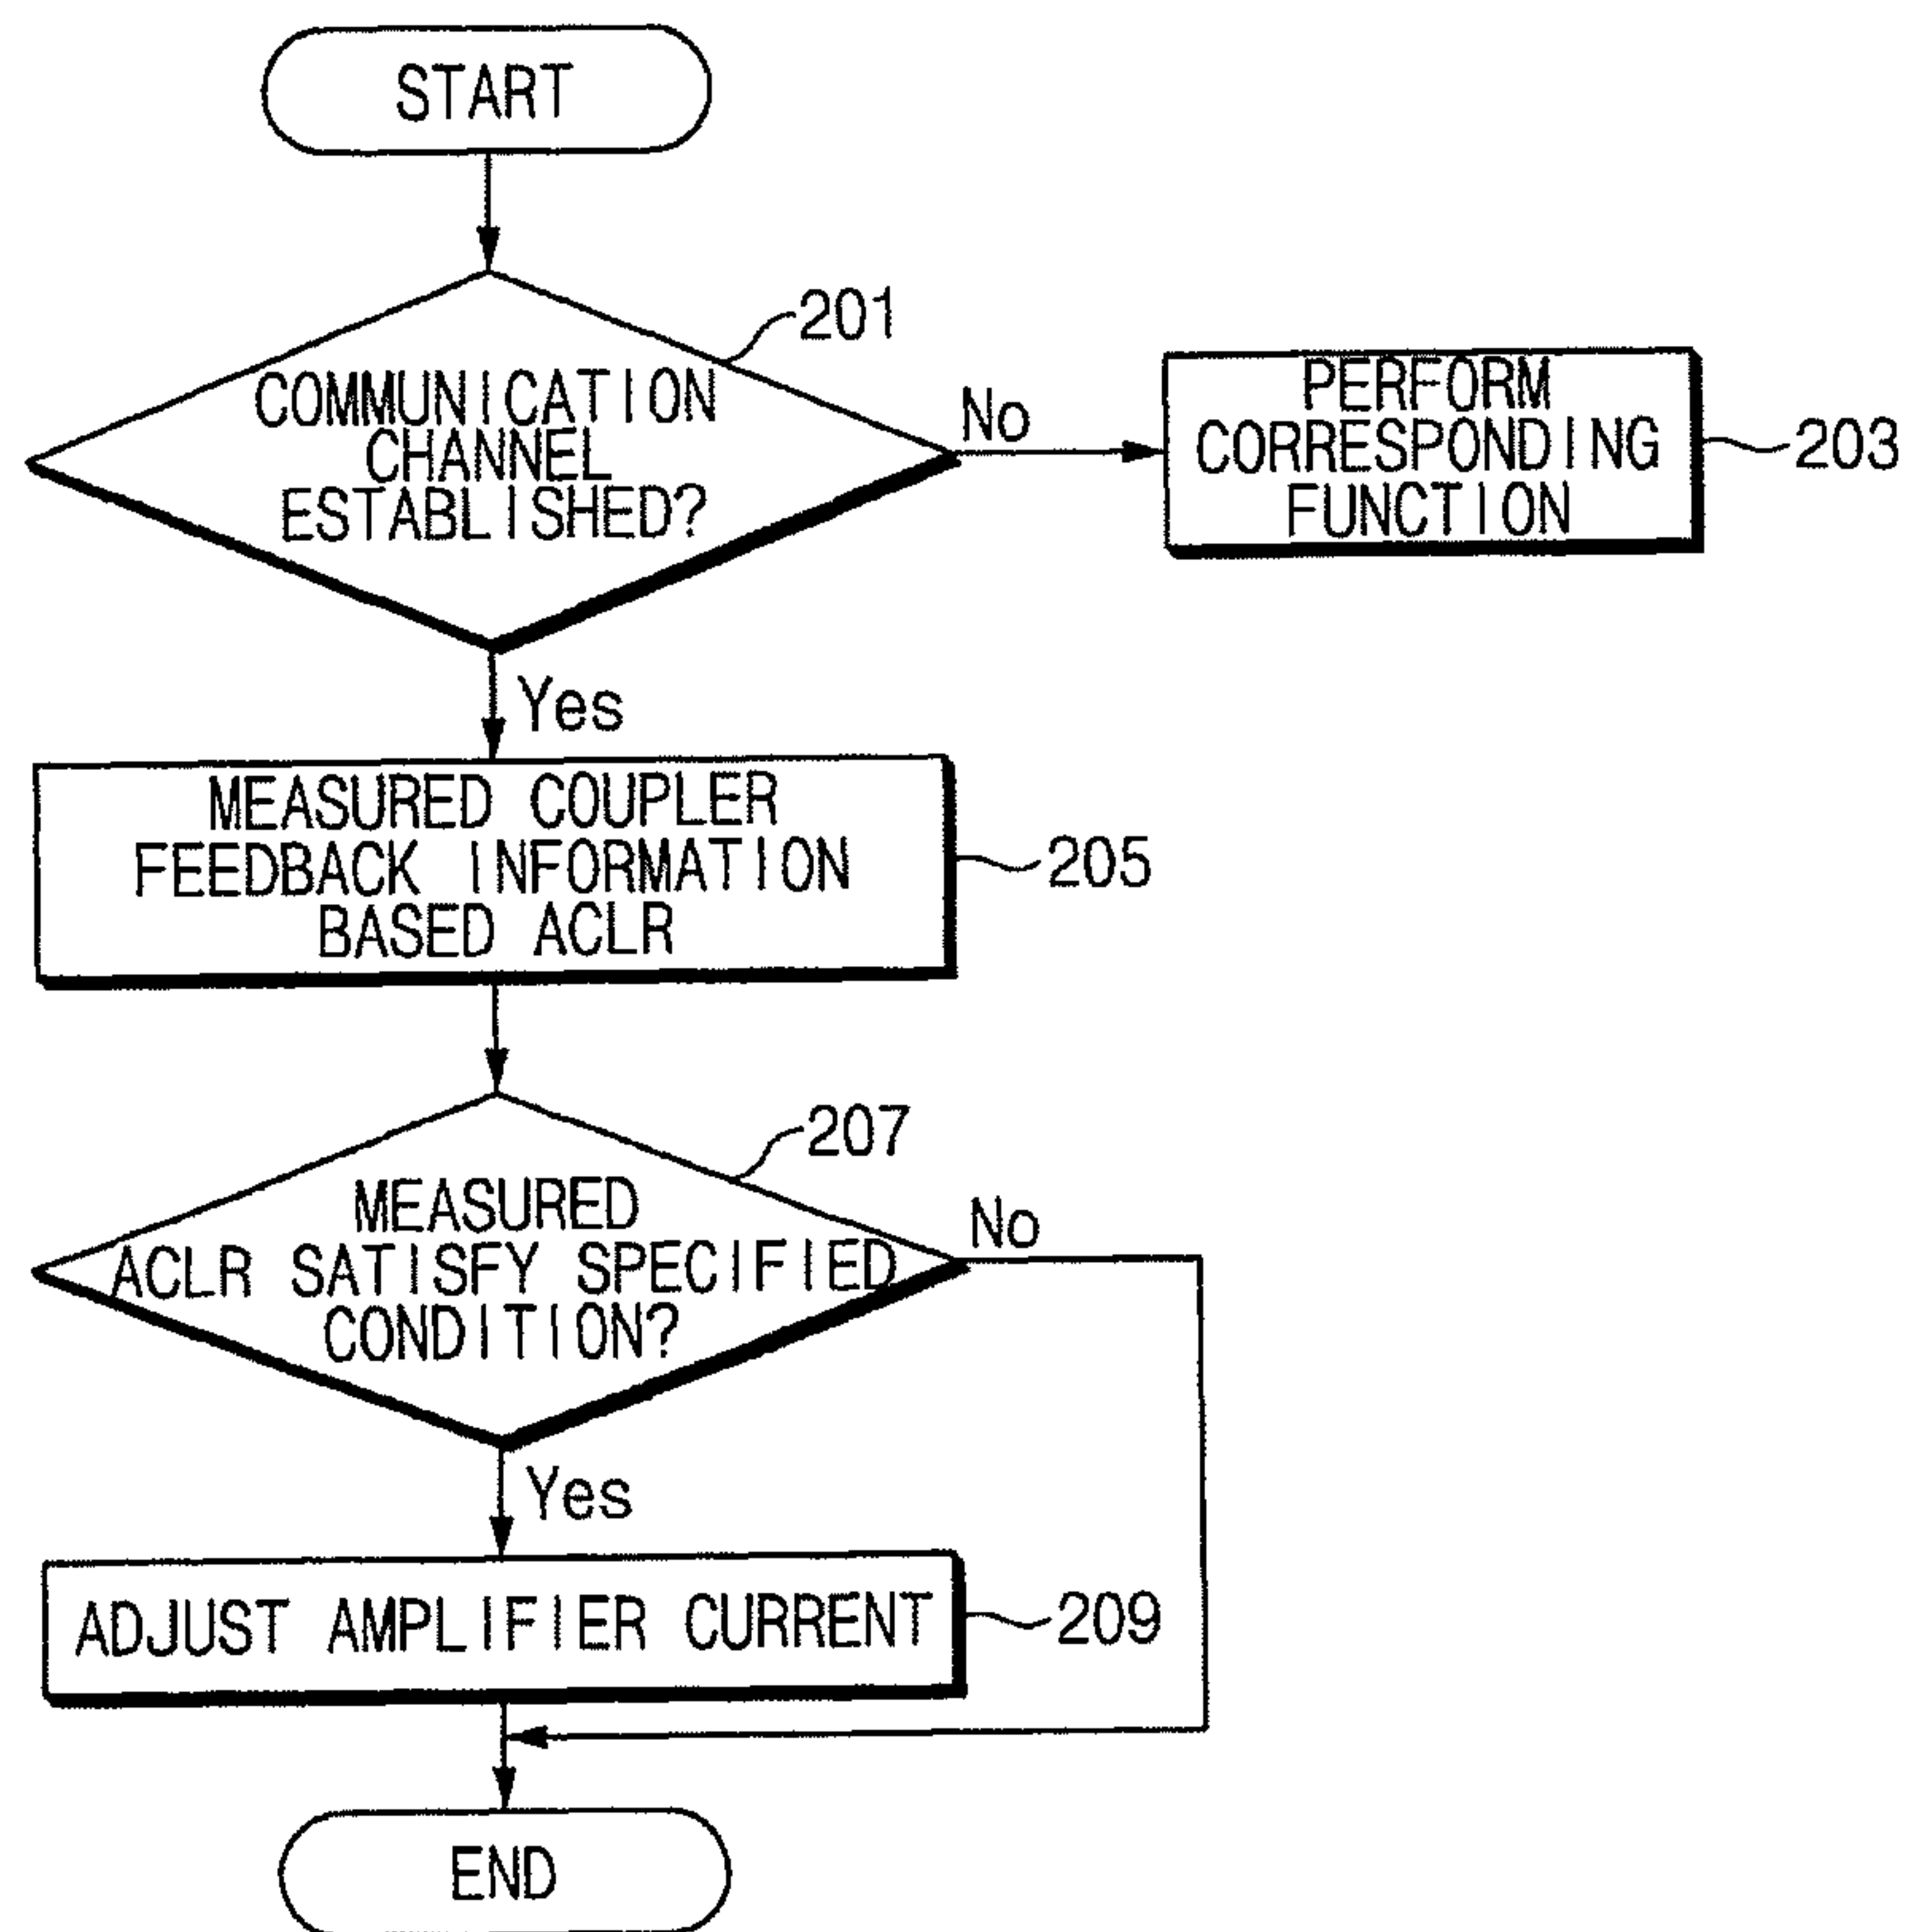 START
201
COMMUNICATION
CHANNEL
ESTABLISHED?
No
PERFORM
CORRESPONDING
FUNCTION
203
Yes
MEASURED COUPLER
FEEDBACK INFORMATION
BASED ACLR
205
207
MEASURED
ACLR SATISFY SPECIFIED
CONDITION?
No
Yes
ADJUST AMPLIFIER CURRENT
209
END